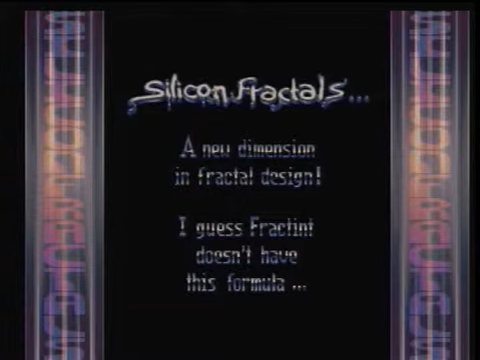 Silicon Fractals...
A new dimension
in fractal design!
I guess Fractint
doesn't have
this formula ...